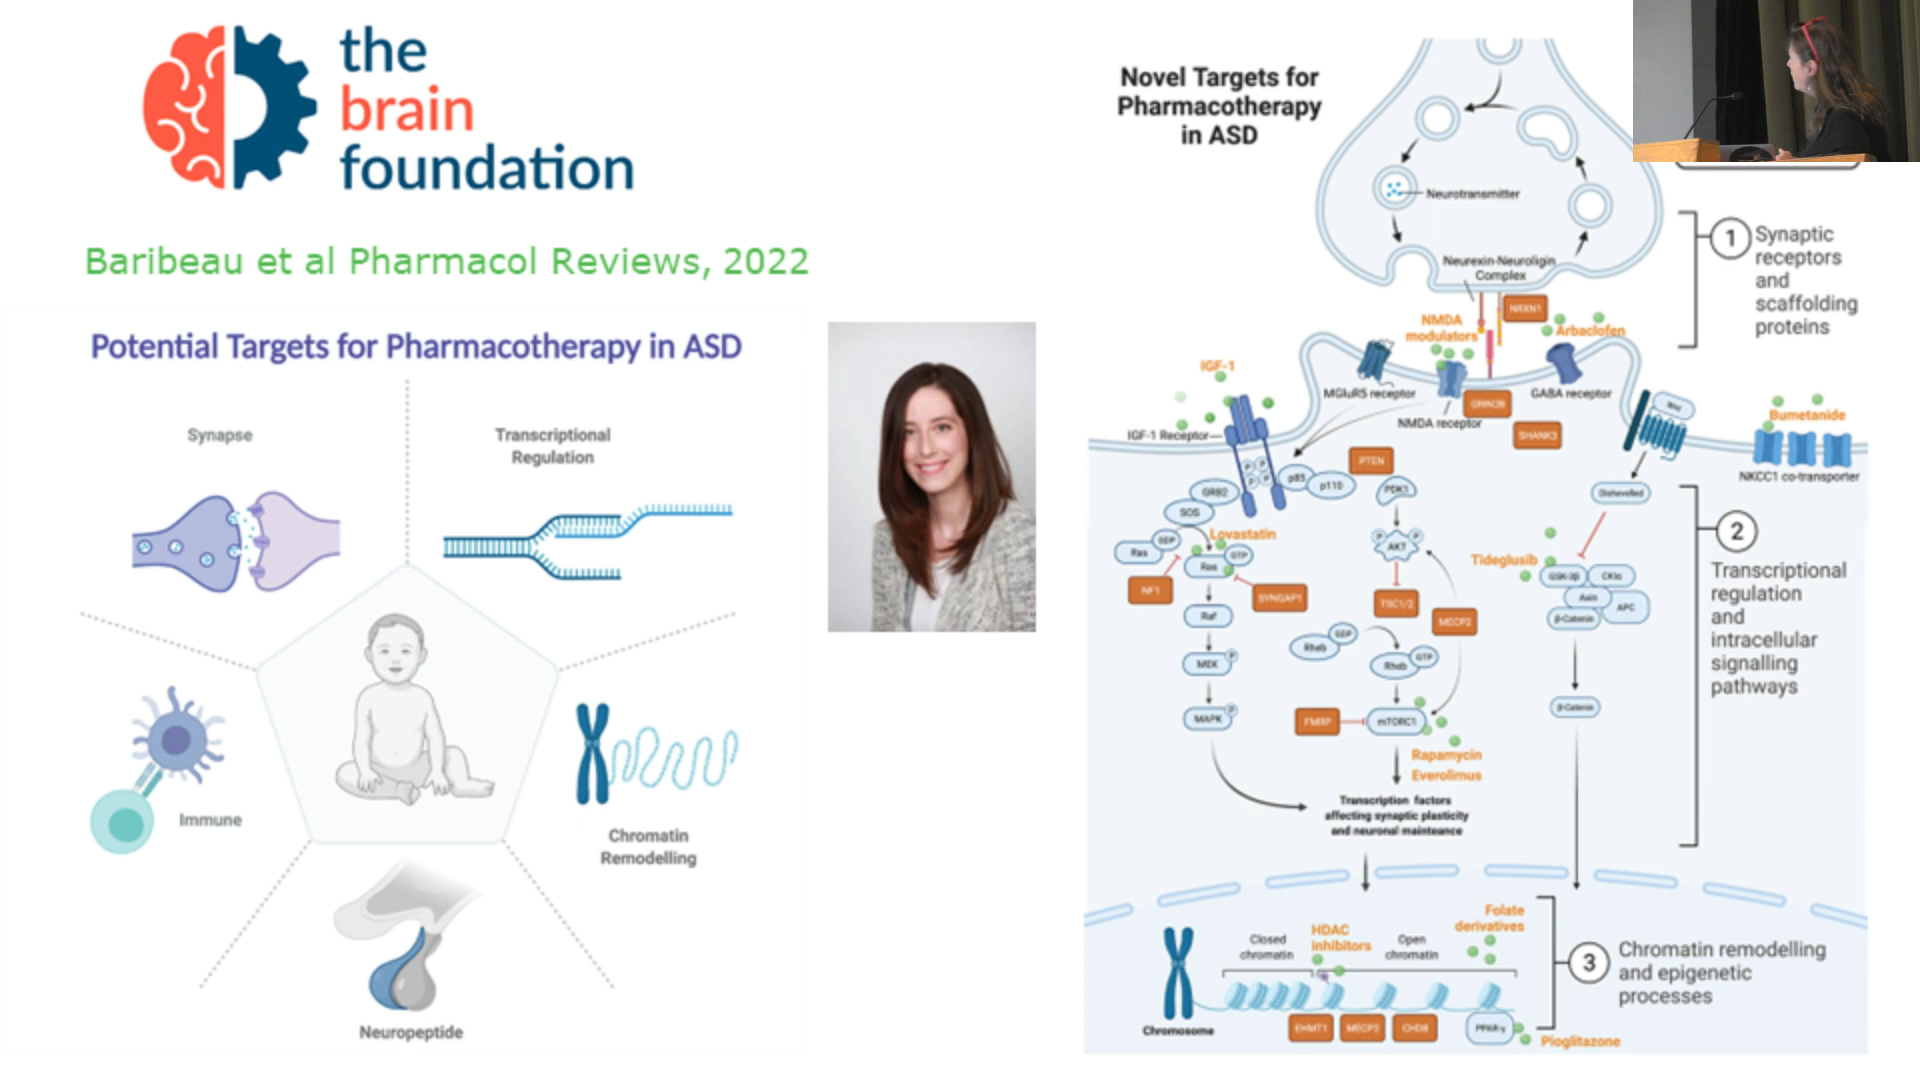 the
brain
foundation
Baribeau et al Pharmacol Reviews, 2022
Potential Targets for Pharmacotherapy in ASD
Synapse
Transcriptional
Regulation
Immune
Chromatin
Remodelling
Neuropeptide
Novel Targets for
Pharmacotherapy
in ASD
Neurotransmitter
Neurexin-Neuroligin
Complex
NRXN1
NMDA
modulators
Arbaclofen
IGF-1
MGluR5 receptor
GABA receptor
GRIN2B
NMDA receptor
IGF-1 Receptor
SHANK3
Bumetanide
NKCC1 co-transporter
1
Synaptic
receptors
and
scaffolding
proteins
PTEN
P P
P P
p85
p110
PDK1
GRB2
SOS
Dishevelled
P P
AKT
Lovastatin
Ras
GDP
Ras
GTP
NF1
SYNGAP1
TSC1/2
MECP2
Tideglusib
GSK-3β
CKIα
Axin
APC
β-Catenin
Raf
Rheb
GDP
Rheb
GTP
MEK
P
MAPK
P
FMRP
mTORC1
β-Catenin
Rapamycin
Everolimus
Transcription factors
affecting synaptic plasticity
and neuronal mainteance
2
Transcriptional
regulation
and
intracellular
signalling
pathways
Closed
chromatin
HDAC
inhibitors
Open
chromatin
Folate
derivatives
Chromosome
EHMT1
MECP2
CHD8
PPAR-γ
Pioglitazone
3
Chromatin remodelling
and epigenetic
processes